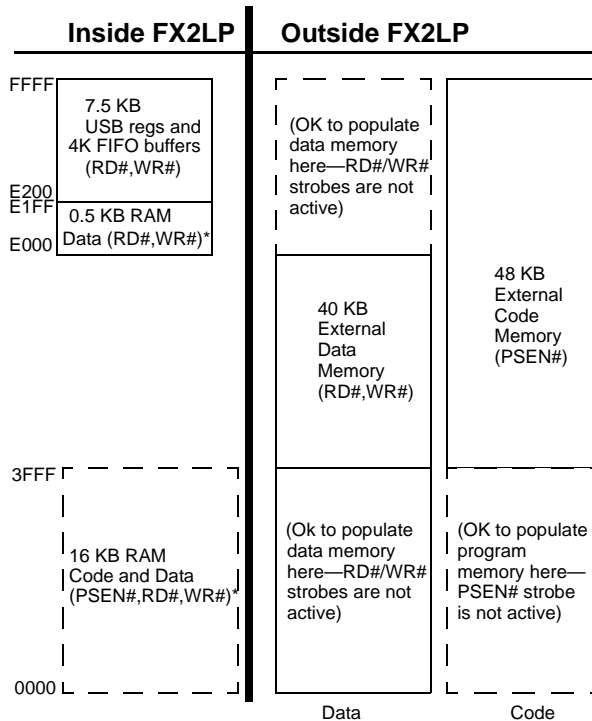 Inside FX2LP
Outside FX2LP
FFFF
7.5 KB
USB regs and
4K FIFO buffers
(RD#,WR#)
E200
E1FF
0.5 KB RAM
Data (RD#,WR#)*
E000
(OK to populate
data memory
here—RD#/WR#
strobes are not
active)
40 KB
External
Data
Memory
(RD#,WR#)
48 KB
External
Code
Memory
(PSEN#)
3FFF
16 KB RAM
Code and Data
(PSEN#,RD#,WR#)*
(Ok to populate
data memory
here—RD#/WR#
strobes are not
active)
(OK to populate
program
memory here—
PSEN# strobe
is not active)
0000
Data
Code